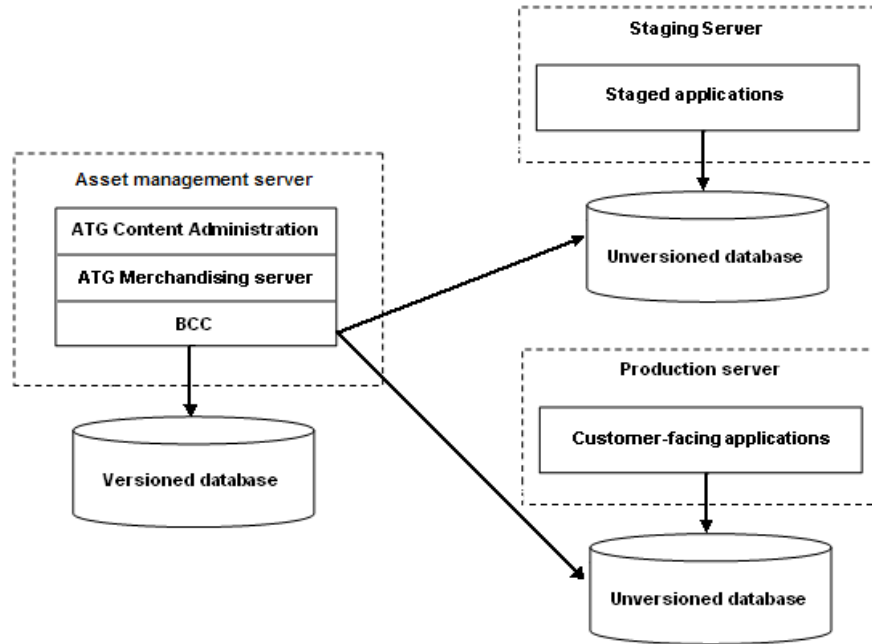 Staging Server
Staged applications
Unversioned database
Asset management server
ATG Content Administration
ATG Merchandising server
BCC
Versioned database
Production server
Customer-facing applications
Unversioned database